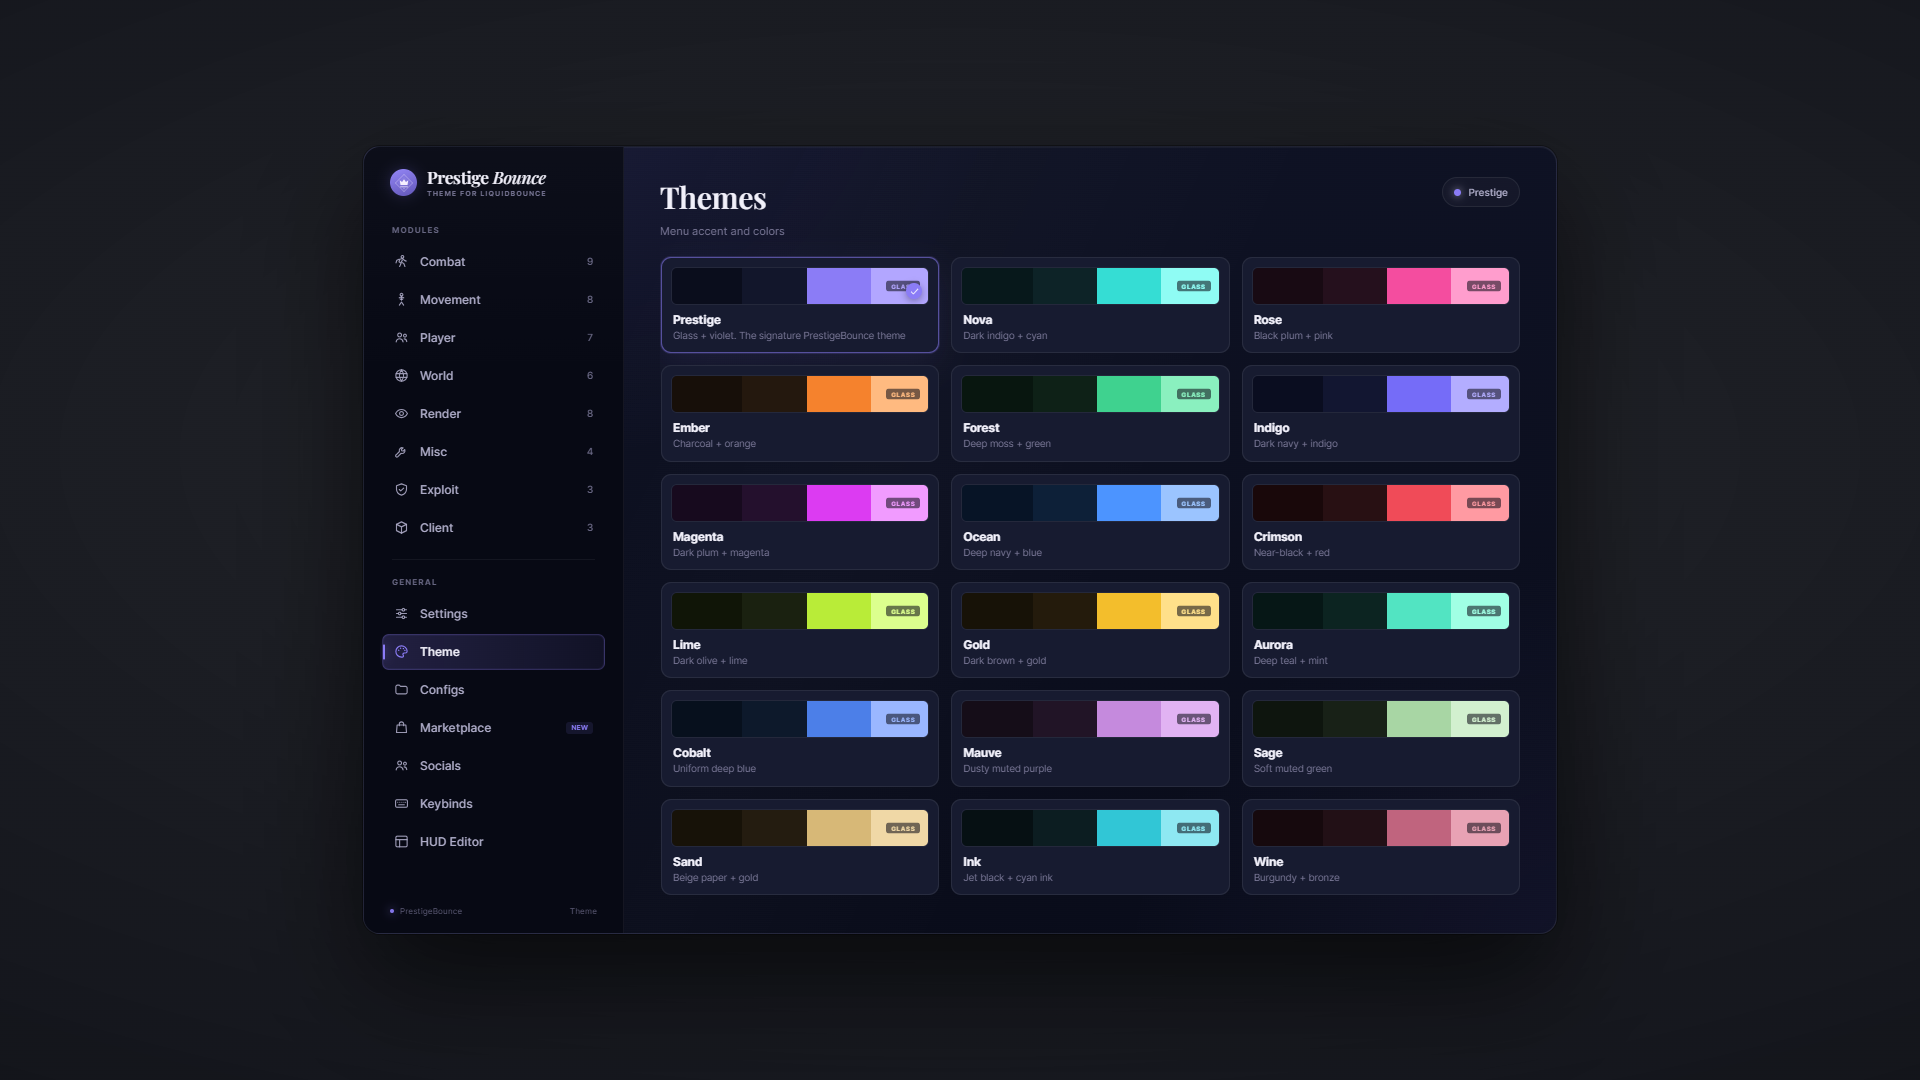 Prestige Bounce
THEME FOR LIQUIDBOUNCE
MODULES
Combat 9
Movement 8
Player 7
World 6
Render 8
Misc 4
Exploit 3
Client 3
GENERAL
Settings
Theme
Configs
Marketplace NEW
Socials
Keybinds
HUD Editor
PrestigeBounce Theme
Themes
Menu accent and colors
Prestige
GLASS
Prestige
Glass + violet. The signature PrestigeBounce theme
GLASS
Nova
Dark indigo + cyan
GLASS
Rose
Black plum + pink
GLASS
Ember
Charcoal + orange
GLASS
Forest
Deep moss + green
GLASS
Indigo
Dark navy + indigo
GLASS
Magenta
Dark plum + magenta
GLASS
Ocean
Deep navy + blue
GLASS
Crimson
Near-black + red
GLASS
Lime
Dark olive + lime
GLASS
Gold
Dark brown + gold
GLASS
Aurora
Deep teal + mint
GLASS
Cobalt
Uniform deep blue
GLASS
Mauve
Dusty muted purple
GLASS
Sage
Soft muted green
GLASS
Sand
Beige paper + gold
GLASS
Ink
Jet black + cyan ink
GLASS
Wine
Burgundy + bronze